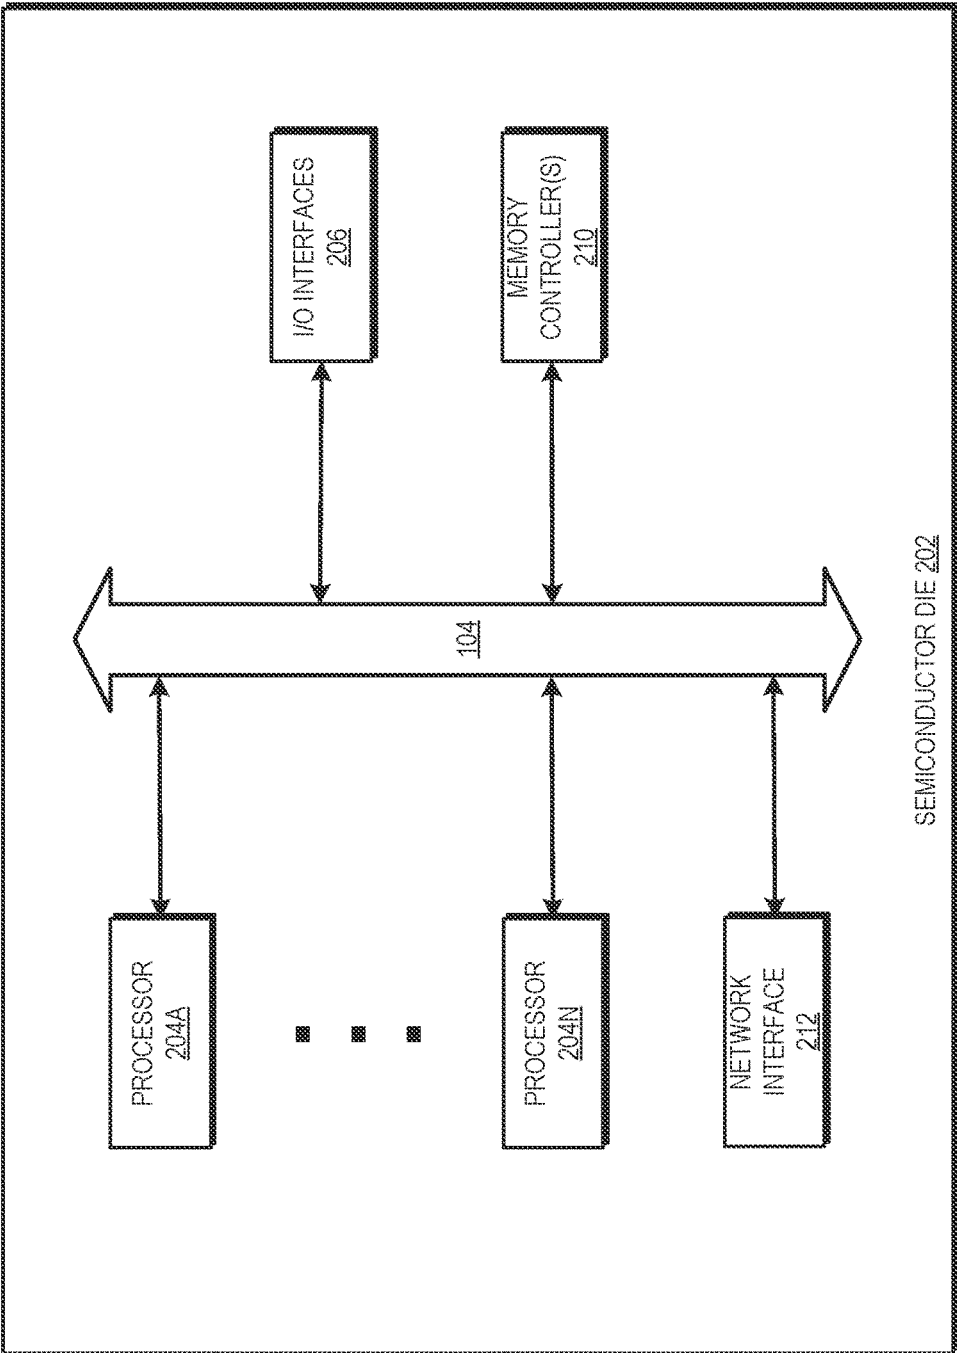 PROCESSOR
204A
PROCESSOR
204N
NETWORK
INTERFACE
212
104
I/O INTERFACES
206
MEMORY
CONTROLLER(S)
210
SEMICONDUCTOR DIE 202